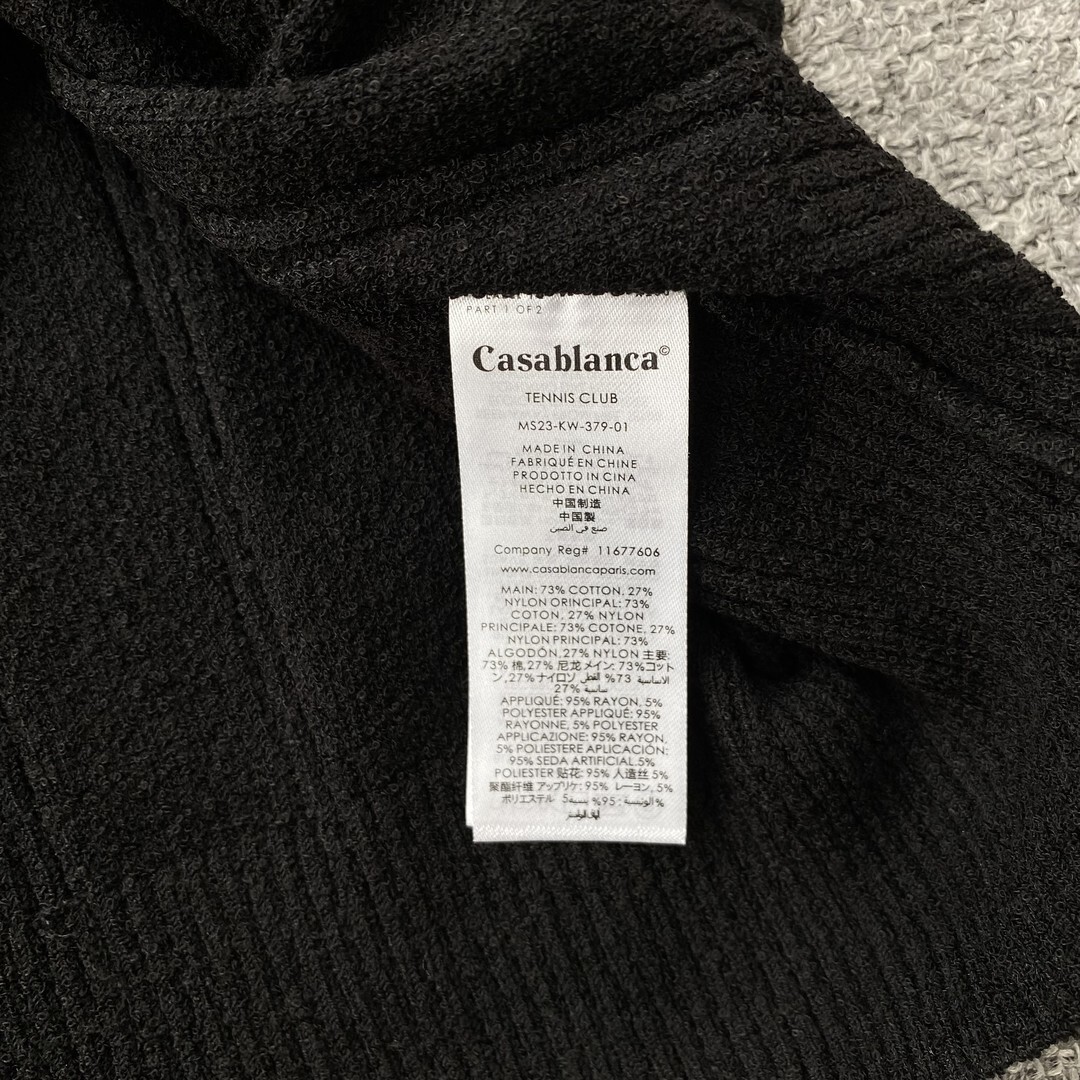 PART 1 OF 2
Casablanca©
TENNIS CLUB
MS23-KW-379-01
MADE IN CHINA
FABRIQUÉ EN CHINE
PRODOTTO IN CINA
HECHO EN CHINA
中国制造
中国製
صنع في الصين
Company Reg# 11677606
www.casablancaparis.com
MAIN: 73% COTTON, 27%
NYLON ORINCIPAL: 73%
COTON, 27% NYLON
PRINCIPALE: 73% COTONE, 27%
NYLON PRINCIPAL: 73%
ALGODÓN, 27% NYLON 主要:
73% 棉,27% 尼龙 メイン: 73%コット
ン,27%ナイロン الاساسية 73% القطن
27%
APPLIQUÉ: 95% RAYON, 5%
POLYESTER APPLIQUÉ: 95%
RAYONNE, 5% POLYESTER
APPLICAZIONE: 95% RAYON,
5% POLIESTERE APLICACIÓN:
95% SEDA ARTIFICIAL.5%
POLIESTER 贴花: 95% 人造丝 5%
聚酯纤维 アップリケ: 95% レーヨン, 5%
ポリエステル 95% 5 %